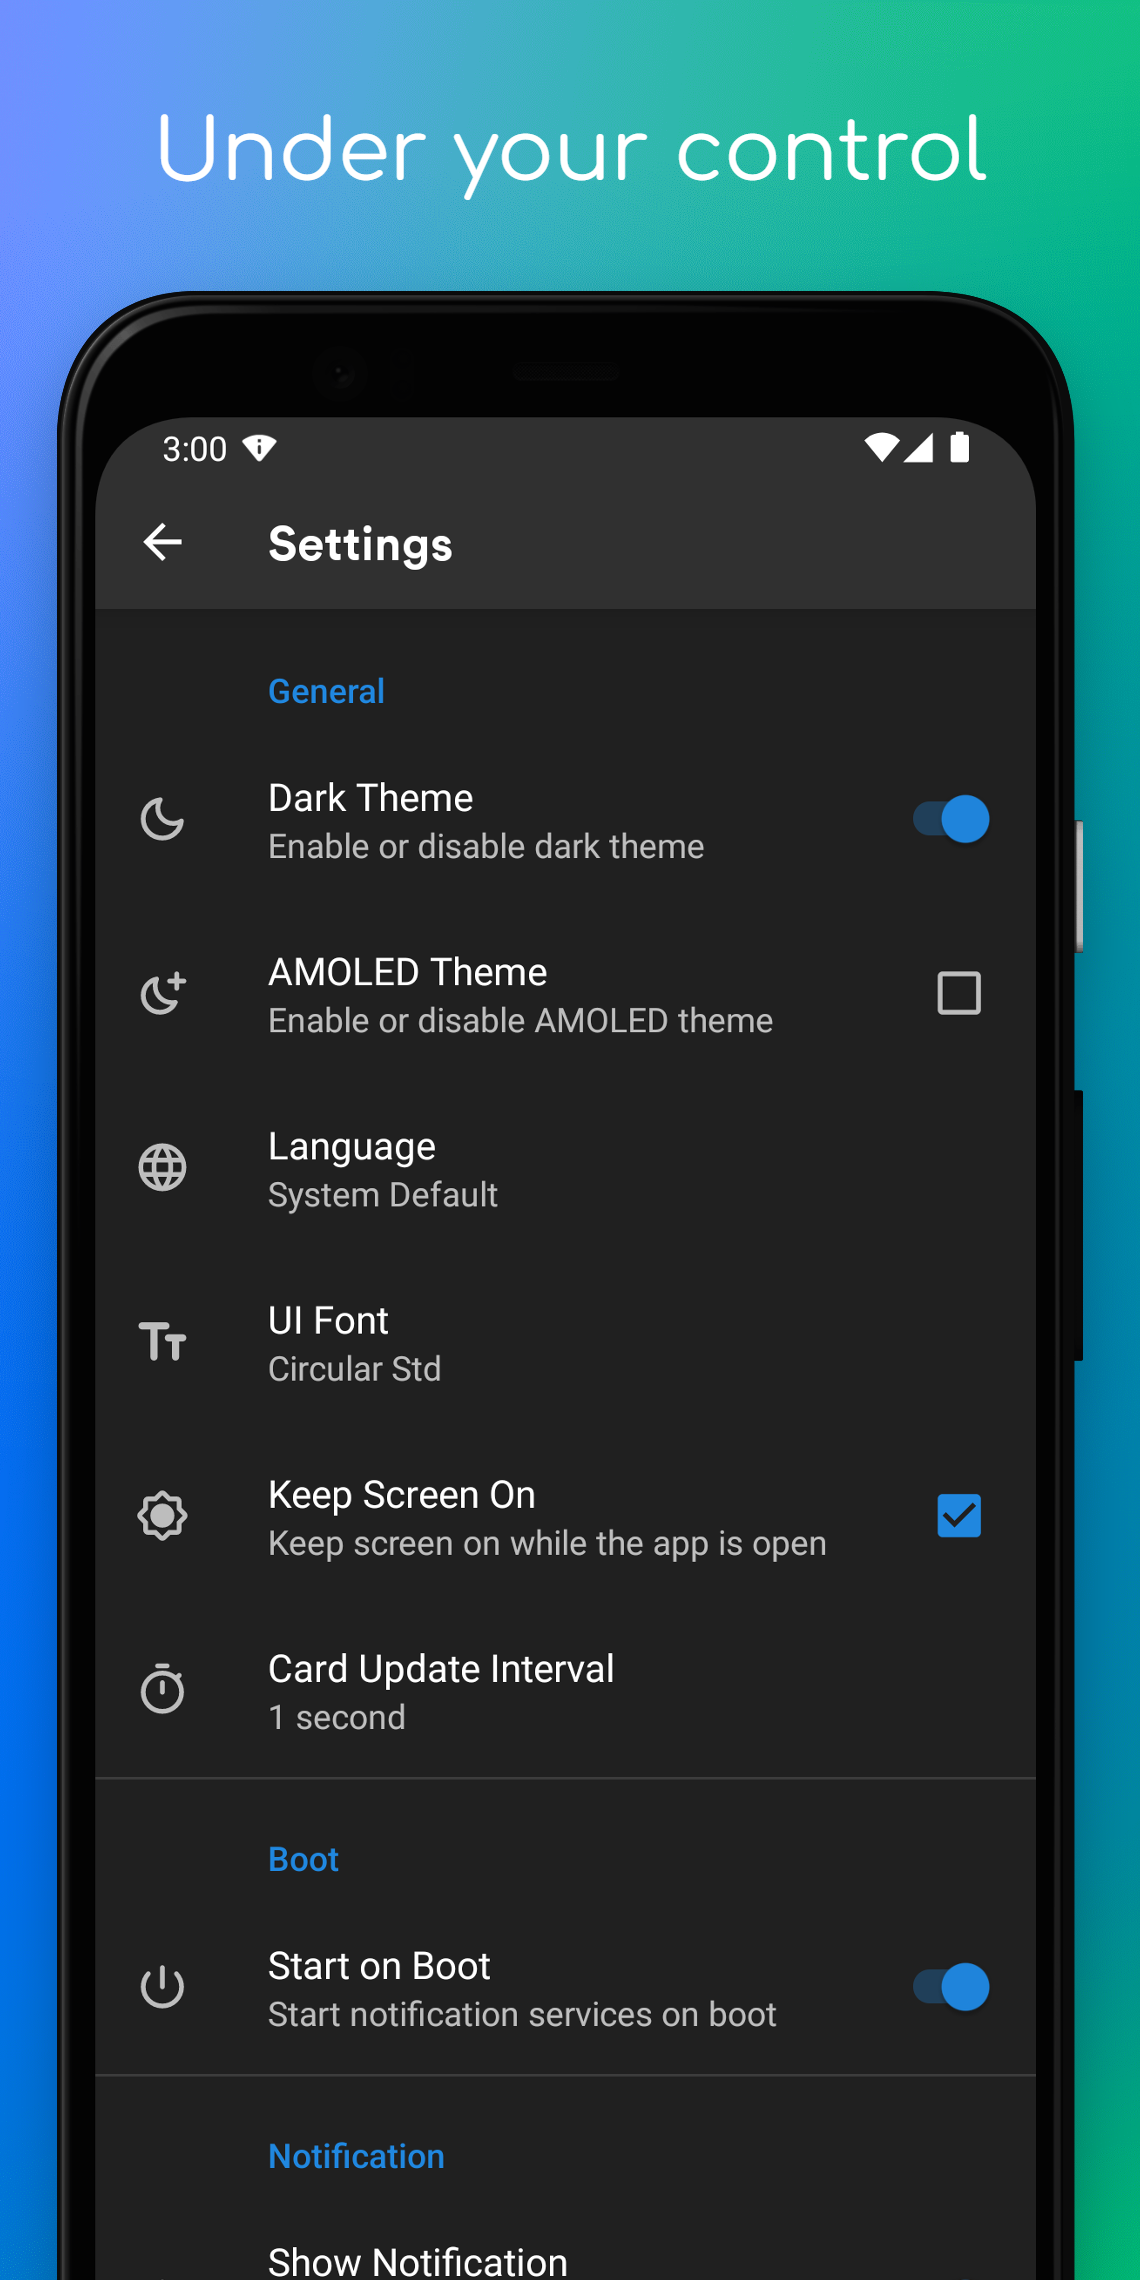 Under your control
3:00
Settings
General
Dark Theme
Enable or disable dark theme
AMOLED Theme
Enable or disable AMOLED theme
Language
System Default
UI Font
Circular Std
Keep Screen On
Keep screen on while the app is open
Card Update Interval
1 second
Boot
Start on Boot
Start notification services on boot
Notification
Show Notification